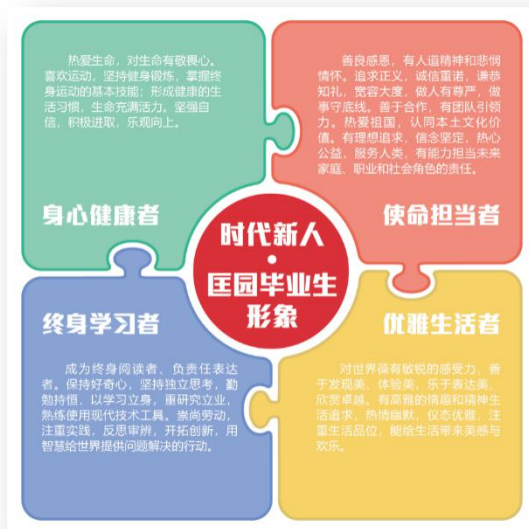 热爱生命，对生命有敬畏心。
喜欢运动，坚持健身锻炼，掌握终
身运动的基本技能；形成健康的生
活习惯，生命充满活力。坚强自
信，积极进取，乐观向上。
身心健康者
善良感恩，有人道精神和悲悯
情怀。追求正义，诚信重诺，谦恭
知礼，宽容大度，做人有尊严，做
事守底线。善于合作，有团队引领
力。热爱祖国，认同本土文化价
值。有理想追求，信念坚定，热心
公益，服务人类，有能力担当未来
家庭、职业和社会角色的责任。
使命担当者
时代新人
·
匡园毕业生
形象
终身学习者
成为终身阅读者、负责任表达
者。保持好奇心，坚持独立思考，勤
勉持恒，以学习立身，重研究立业，
熟练使用现代技术工具。崇尚劳动，
注重实践，反思审辨，开拓创新，用
智慧给世界提供问题解决的行动。
优雅生活者
对世界葆有敏锐的感受力，善
于发现美、体验美，乐于表达美、
欣赏卓越。有高雅的情趣和精神生
活追求，热情幽默，仪态优雅，注
重生活品位，能给生活带来美感与
欢乐。